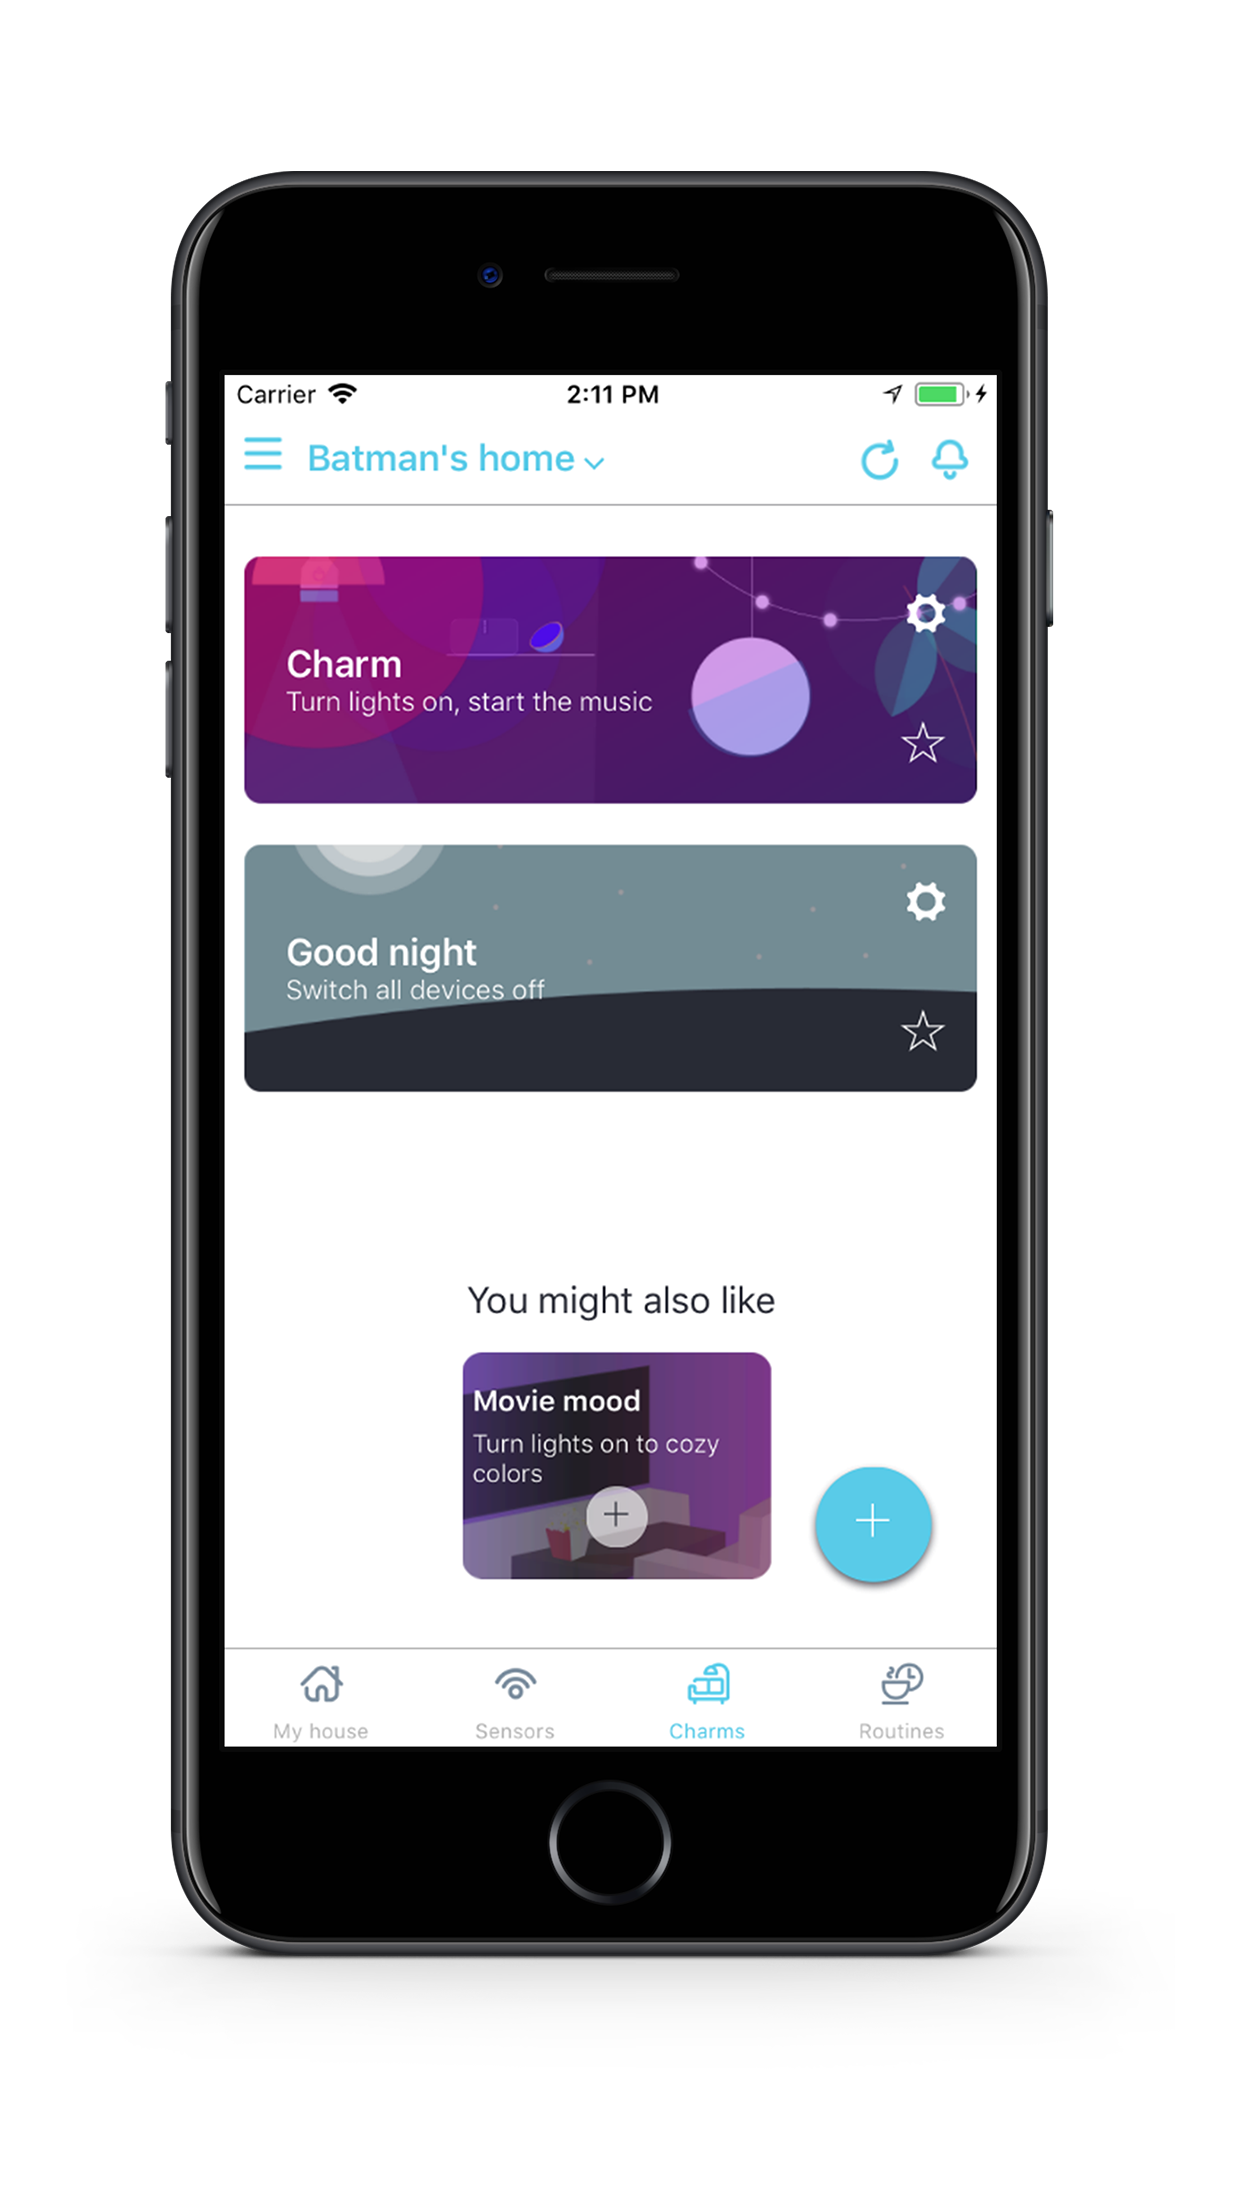 Carrier
2:11 PM
Batman's home
Charm
Turn lights on, start the music
Good night
Switch all devices off
You might also like
Movie mood
Turn lights on to cozy
colors
My house
Sensors
Charms
Routines